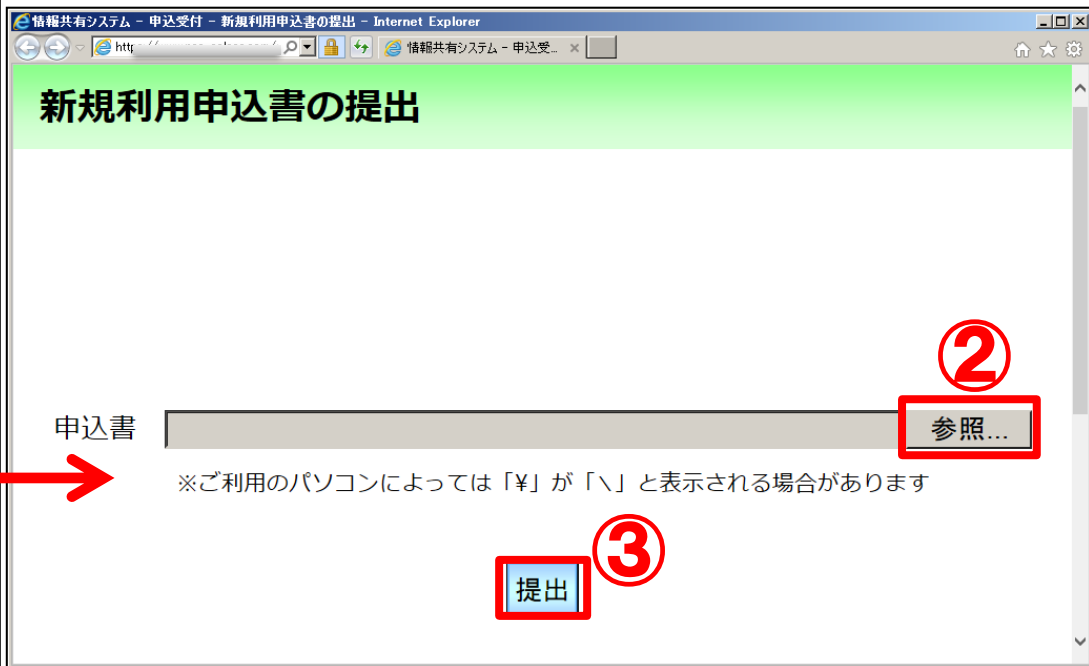 情報共有システム - 申込受付 - 新規利用申込書の提出 - Internet Explorer
情報共有システム - 申込受...
新規利用申込書の提出
②
申込書
参照...
※ご利用のパソコンによっては「¥」が「\」と表示される場合があります
③
提出